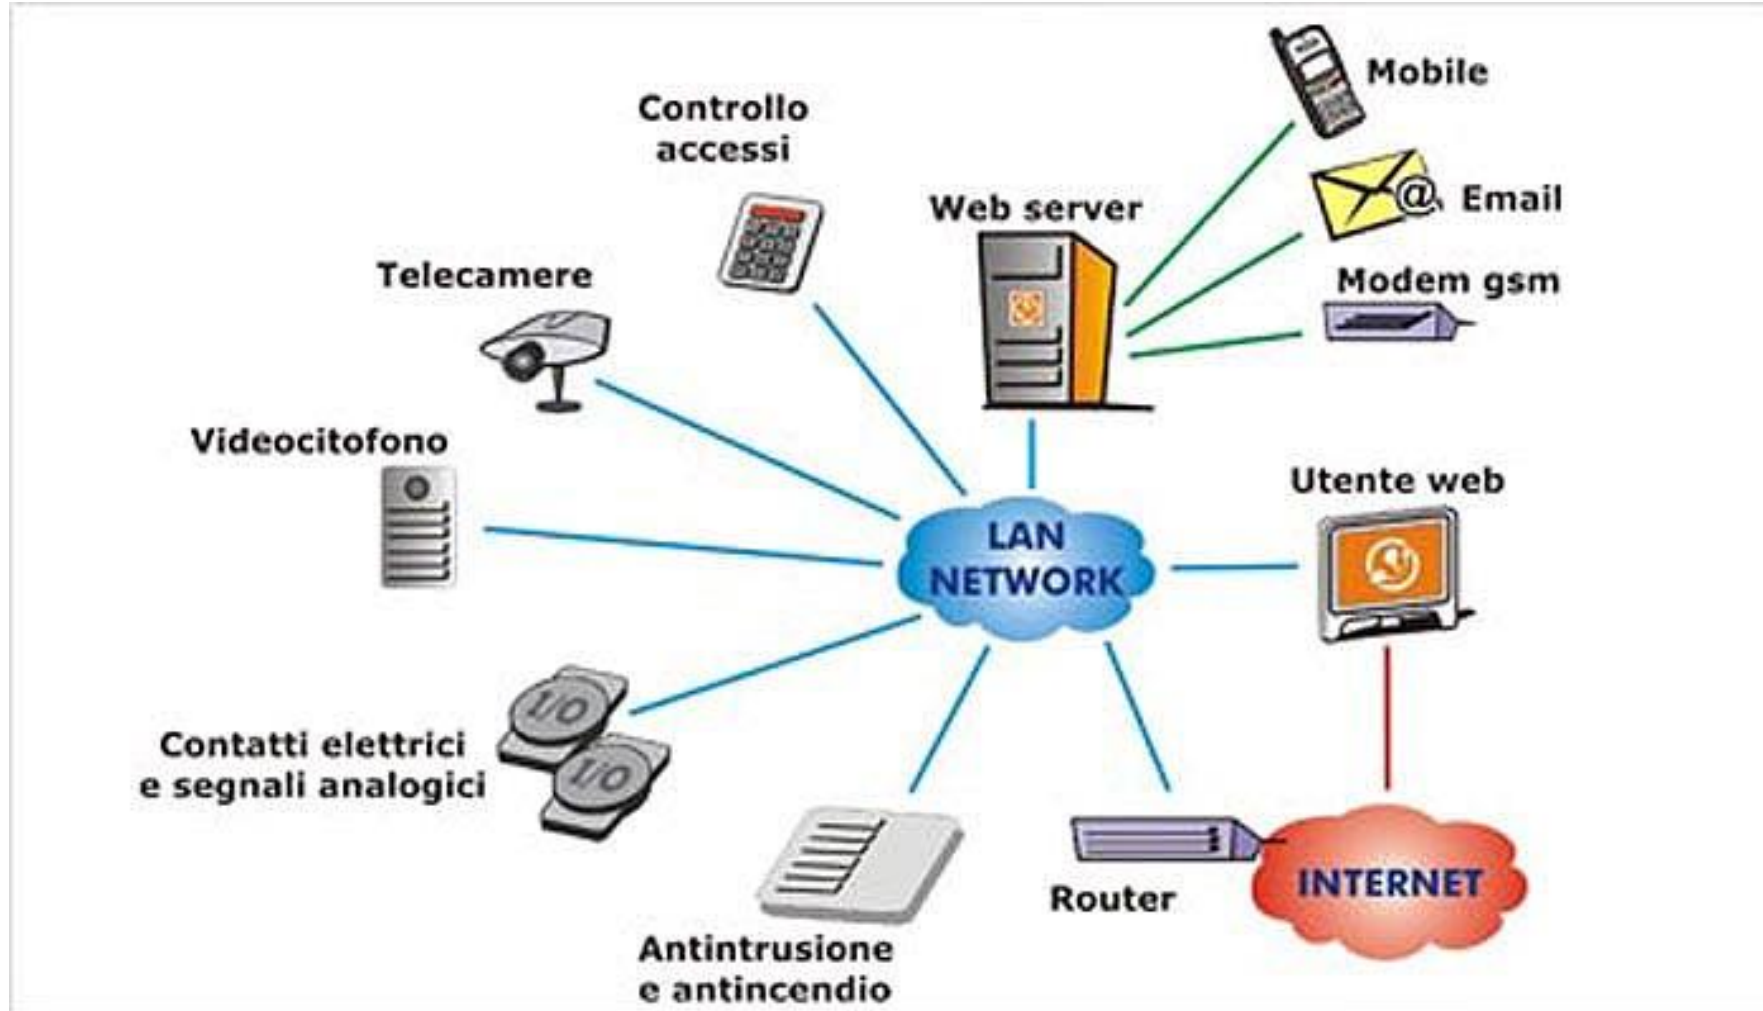 Mobile
Controllo
accessi
Email
Web server
Telecamere
Modem gsm
Videocitofono
Utente web
LAN
NETWORK
I/O
I/O
Contatti elettrici
e segnali analogici
INTERNET
Router
Antintrusione
e antincendio